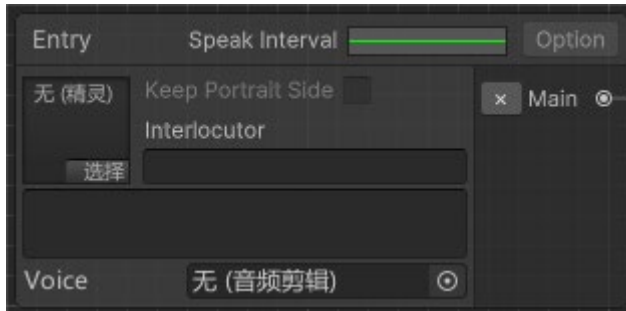 Entry Speak Interval Option
无 (精灵) Keep Portrait Side
× Main
Interlocutor
选择
Voice 无 (音频剪辑)